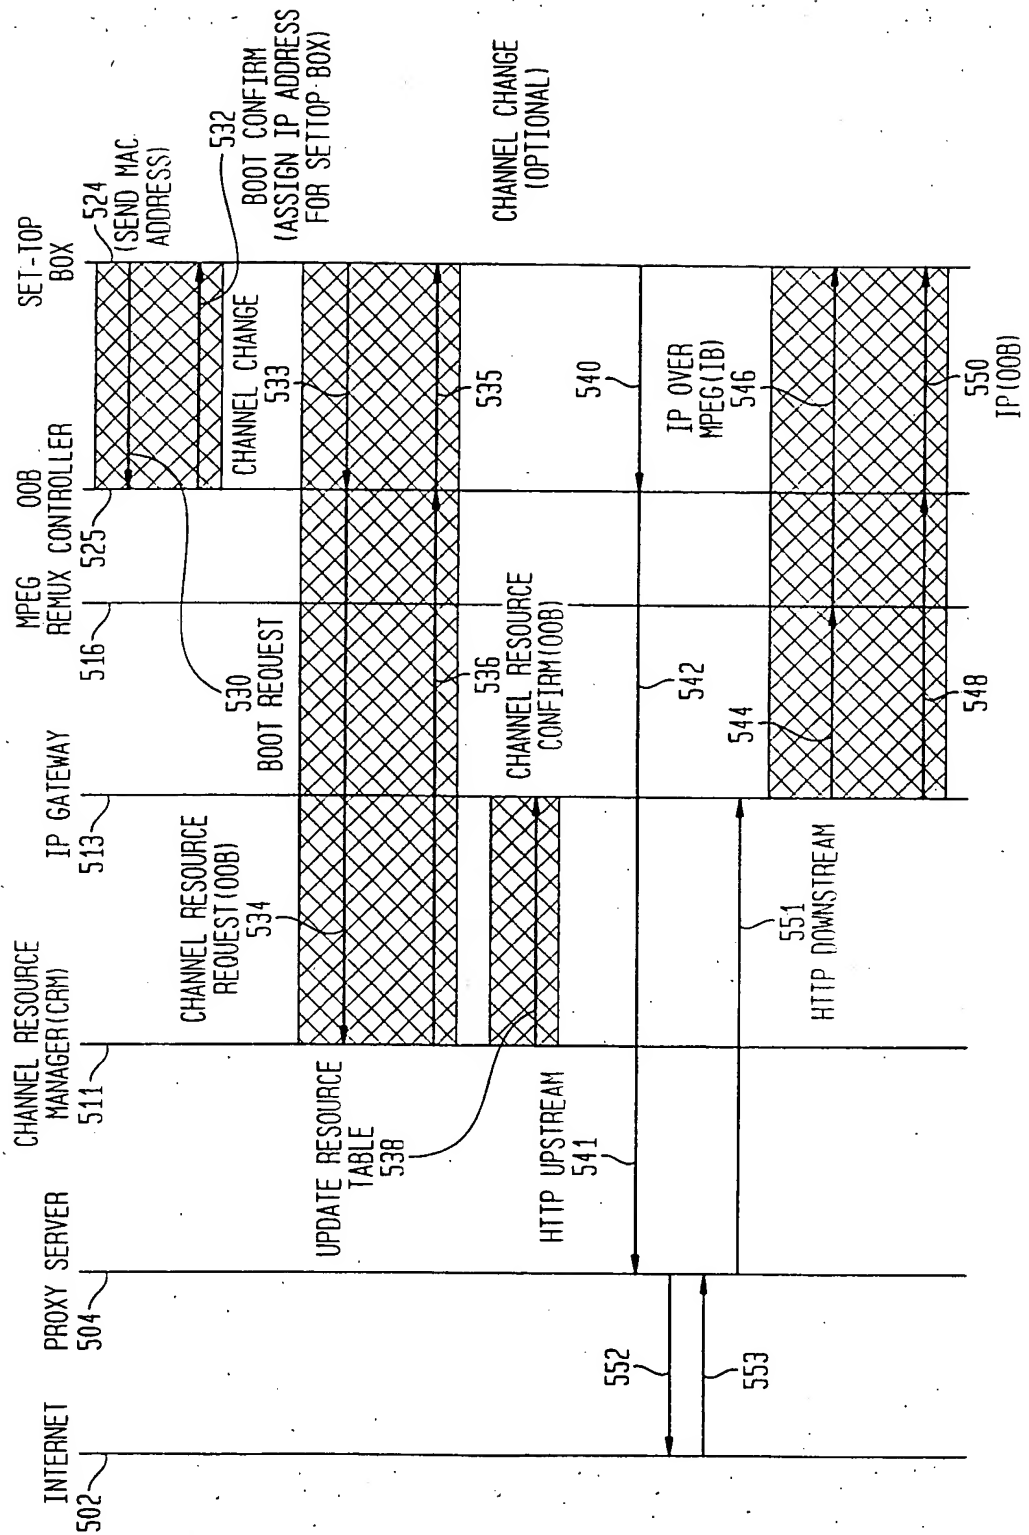 INTERNET
502
PROXY SERVER
504
CHANNEL RESOURCE
MANAGER(CRM)
511
IP GATEWAY
513
MPEG
REMUX
516
OOB
CONTROLLER
525
SET-TOP
BOX
524
(SEND MAC
ADDRESS)
532
BOOT CONFIRM
(ASSIGN IP ADDRESS
FOR SETTOP BOX)
530
BOOT REQUEST
CHANNEL CHANGE
533
CHANNEL RESOURCE
REQUEST(OOB)
534
535
536
CHANNEL RESOURCE
CONFIRM(OOB)
CHANNEL CHANGE
(OPTIONAL)
UPDATE RESOURCE
TABLE
538
HTTP UPSTREAM
541
542
540
552
553
551
HTTP DOWNSTREAM
544
IP OVER
MPEG(IB)
546
548
550
IP(OOB)